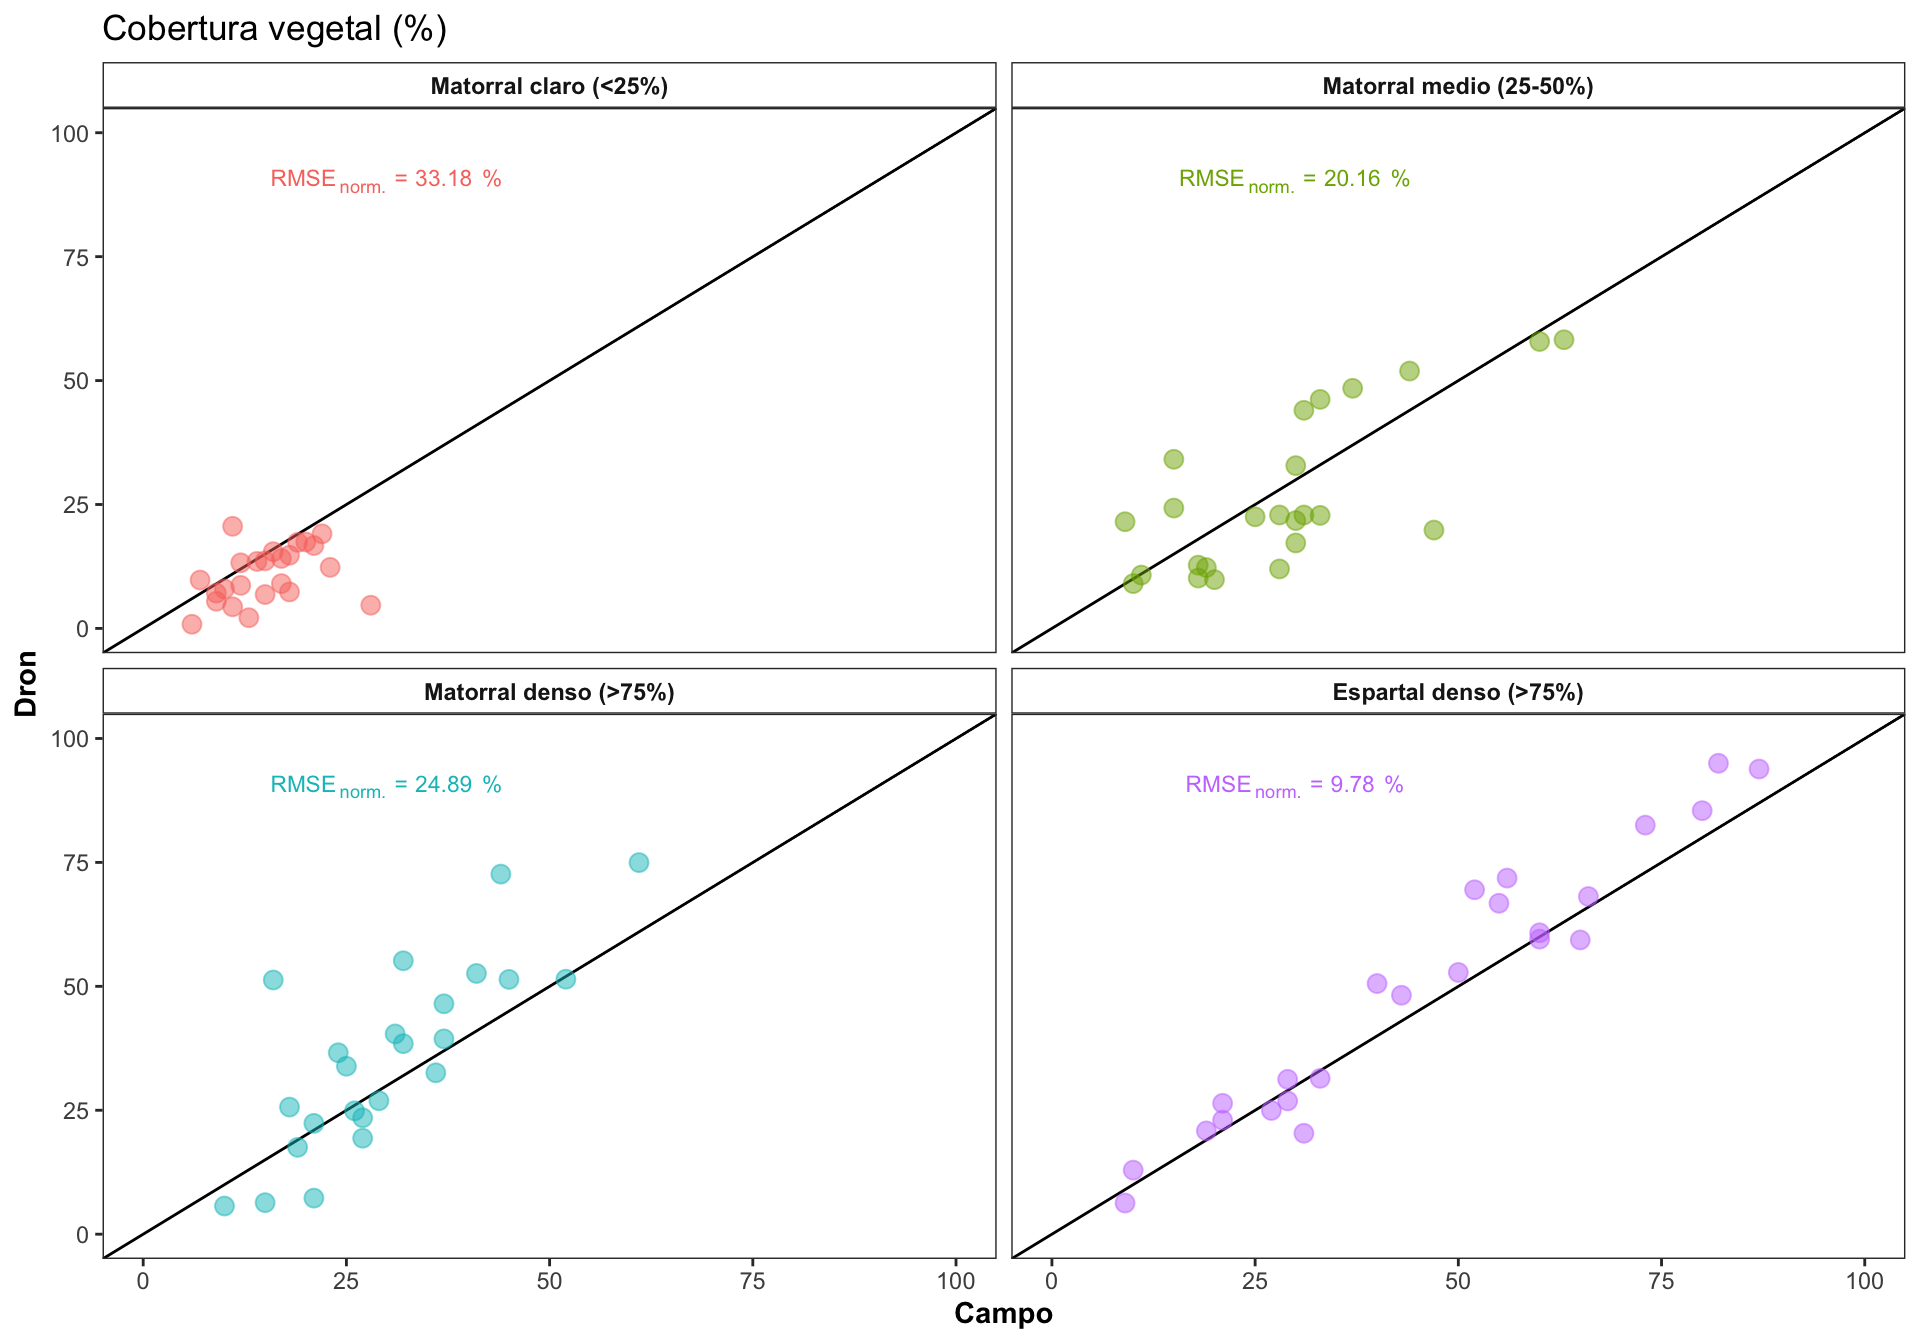 Cobertura vegetal (%)
Matorral claro (<25%)
Matorral medio (25-50%)
100
75
50
25
0
RMSE norm. = 33.18 %
RMSE norm. = 20.16 %
Dron
Matorral denso (>75%)
Espartal denso (>75%)
100
75
50
25
0
RMSE norm. = 24.89 %
RMSE norm. = 9.78 %
0 25 50 75 100
0 25 50 75 100
Campo